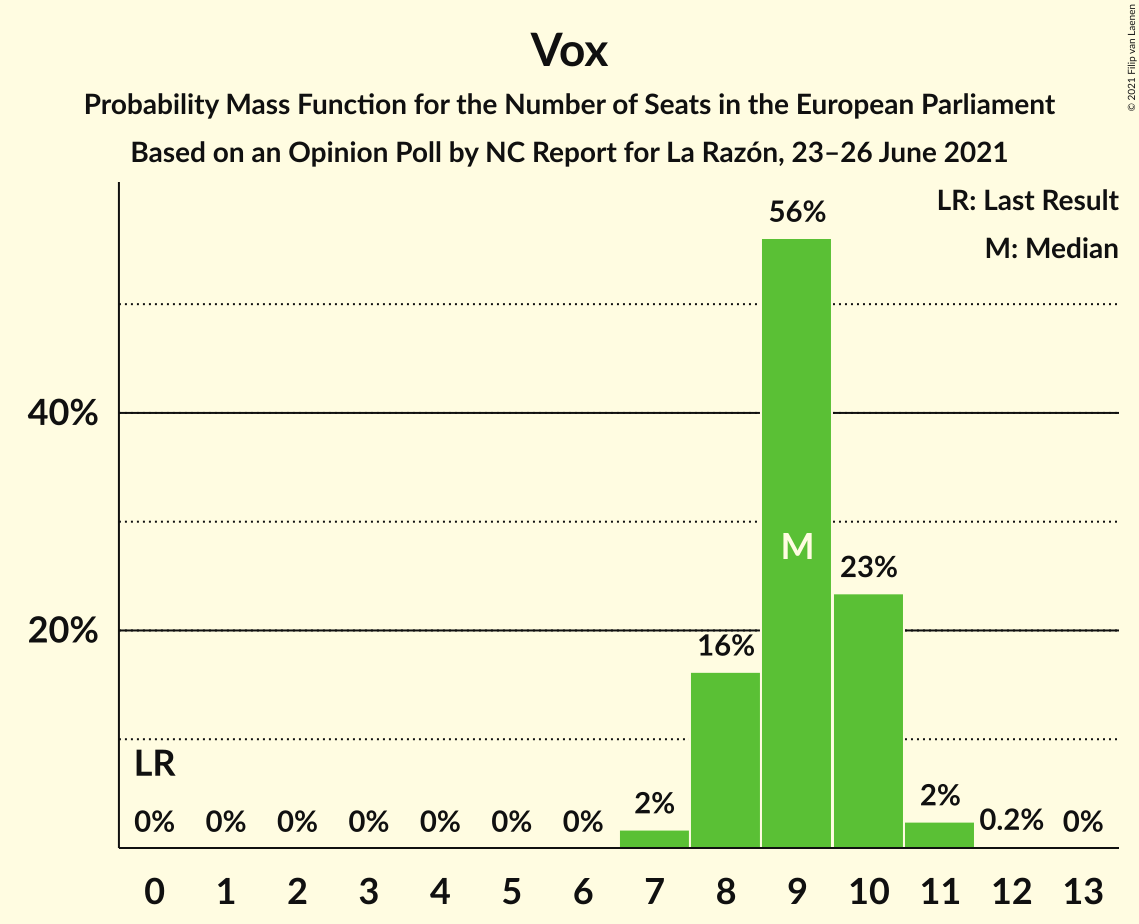 Vox
Probability Mass Function for the Number of Seats in the European Parliament
Based on an Opinion Poll by NC Report for La Razón, 23–26 June 2021
© 2021 Filip van Laenen
LR: Last Result
M: Median
56%
40%
M
23%
20%
16%
LR
0% 0% 0% 0% 0% 0% 0% 2% 2% 0.2% 0%
0 1 2 3 4 5 6 7 8 9 10 11 12 13